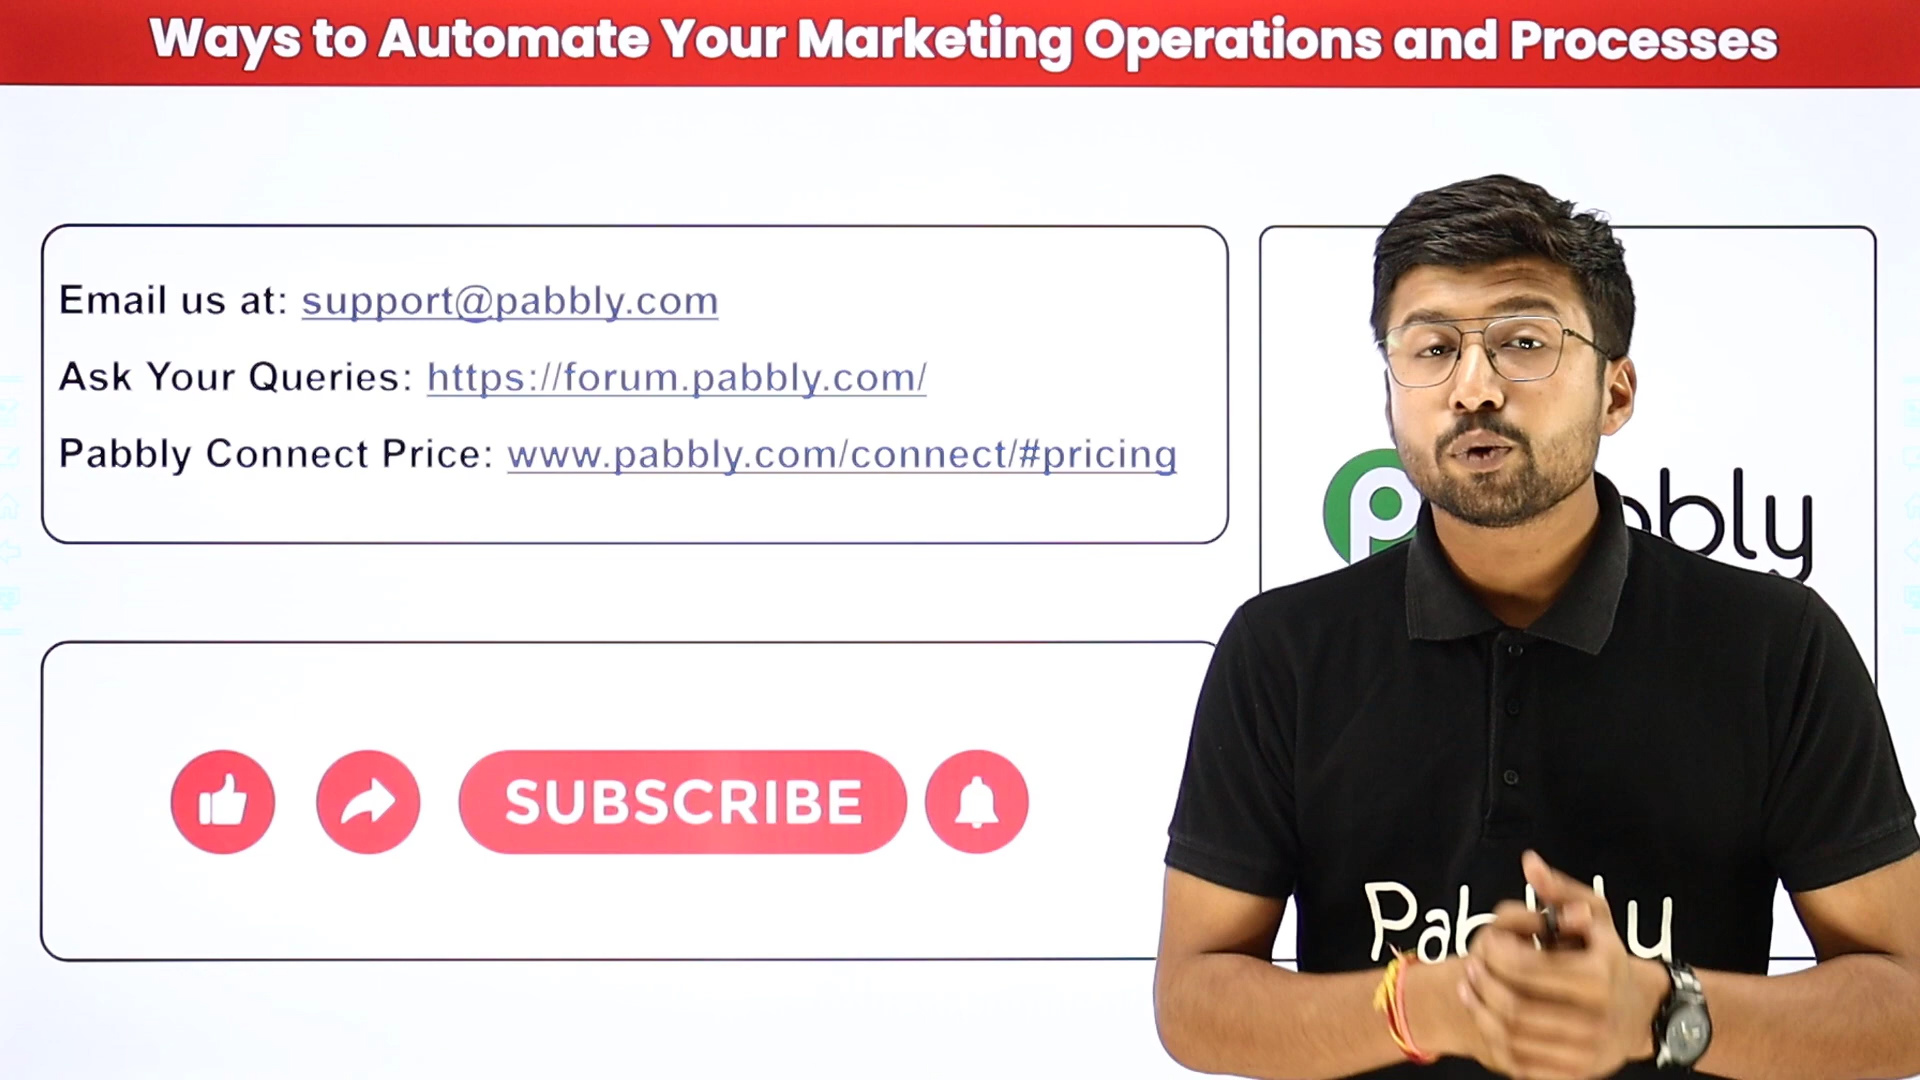 Ways to Automate Your Marketing Operations and Processes
Email us at: support@pabbly.com
Ask Your Queries: https://forum.pabbly.com/
Pabbly Connect Price: www.pabbly.com/connect/#pricing
SUBSCRIBE